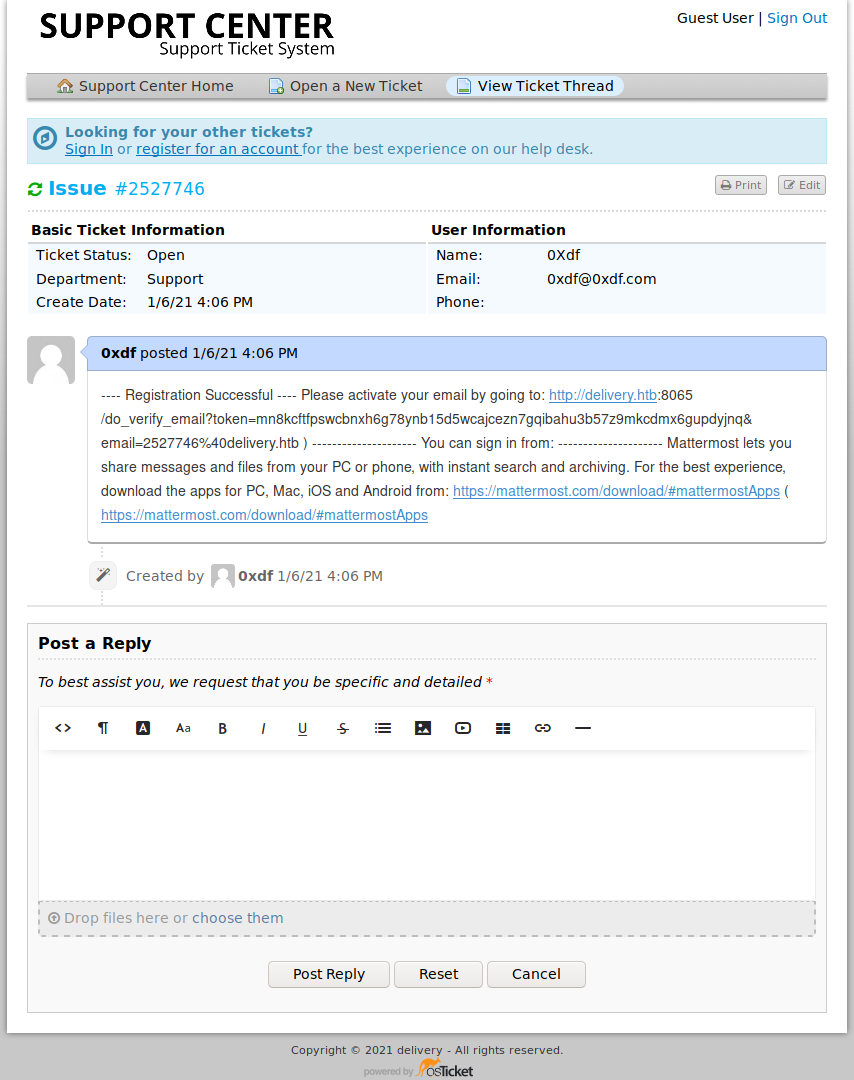 SUPPORT CENTER
Support Ticket System
Guest User | Sign Out
Support Center Home
Open a New Ticket
View Ticket Thread
Looking for your other tickets?
Sign In or register for an account for the best experience on our help desk.
Issue #2527746
Print
Edit
Basic Ticket Information
Ticket Status: Open
Department: Support
Create Date: 1/6/21 4:06 PM
User Information
Name: 0Xdf
Email: 0xdf@0xdf.com
Phone:
0xdf posted 1/6/21 4:06 PM
---- Registration Successful ---- Please activate your email by going to: http://delivery.htb:8065
/do_verify_email?token=mn8kcftfpswcbnxh6g78ynb15d5wcajcezn7gqibahu3b57z9mkcdmx6gupdyjnq&
email=2527746%40delivery.htb ) --------------------- You can sign in from: --------------------- Mattermost lets you
share messages and files from your PC or phone, with instant search and archiving. For the best experience,
download the apps for PC, Mac, iOS and Android from: https://mattermost.com/download/#mattermostApps (
https://mattermost.com/download/#mattermostApps
Created by 0xdf 1/6/21 4:06 PM
Post a Reply
To best assist you, we request that you be specific and detailed *
<> ¶ A Aa B I U S
Drop files here or choose them
Post Reply
Reset
Cancel
Copyright © 2021 delivery - All rights reserved.
powered by osTicket